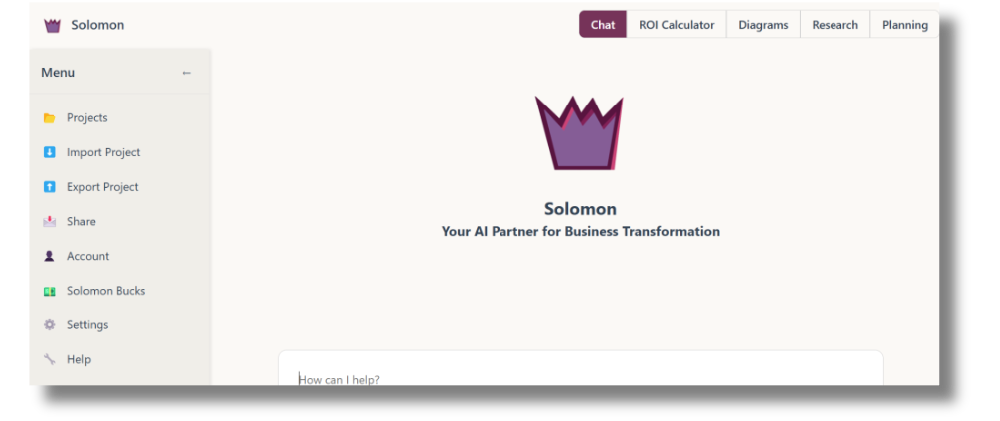 Solomon
Chat ROI Calculator Diagrams Research Planning
Menu ←
Projects
Import Project
Export Project
Share
Account
Solomon Bucks
Settings
Help
Solomon
Your AI Partner for Business Transformation
How can I help?